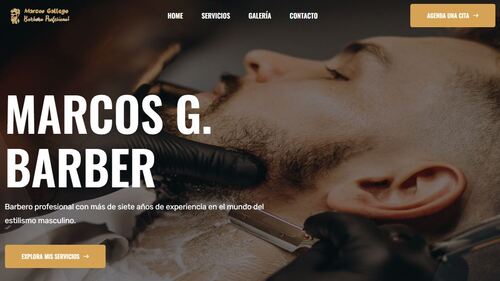 Marcos Gallego
Barbero Profesional
HOME SERVICIOS GALERÍA CONTACTO
AGENDA UNA CITA →
MARCOS G.
BARBER
Barbero profesional con más de siete años de experiencia en el mundo del
estilismo masculino.
EXPLORA MIS SERVICIOS →